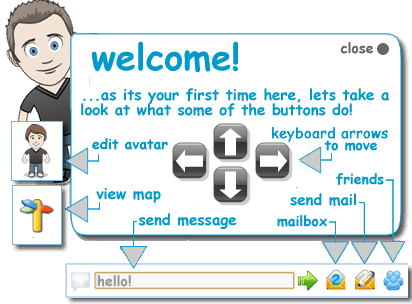 welcome!
close
...as its your first time here, lets take a
look at what some of the buttons do!
keyboard arrows
to move
edit avatar
friends
view map
send mail
send message
mailbox
hello!
2